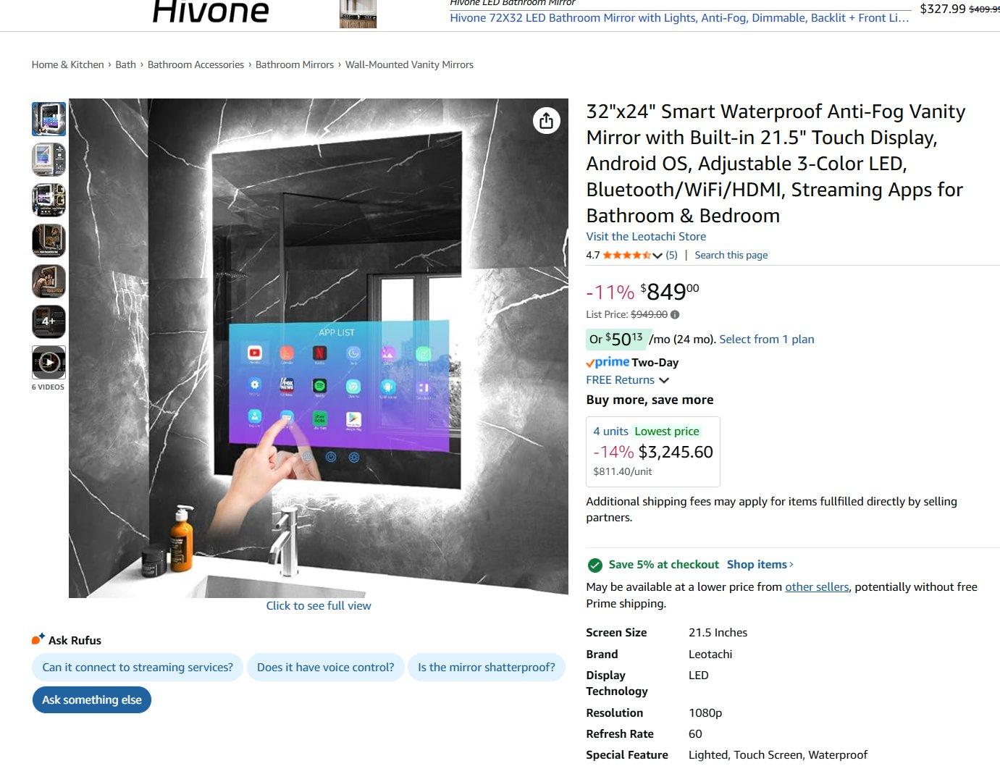 Hivone
Hivone LED Bathroom Mirror
Hivone 72X32 LED Bathroom Mirror with Lights, Anti-Fog, Dimmable, Backlit + Front Li...
$327.99 $409.99
Home & Kitchen › Bath › Bathroom Accessories › Bathroom Mirrors › Wall-Mounted Vanity Mirrors
4+
6 VIDEOS
APP LIST
FOX
NEWS
Uber
Eats
Google Play
Click to see full view
32"x24" Smart Waterproof Anti-Fog Vanity
Mirror with Built-in 21.5" Touch Display,
Android OS, Adjustable 3-Color LED,
Bluetooth/WiFi/HDMI, Streaming Apps for
Bathroom & Bedroom
Visit the Leotachi Store
4.7 (5) | Search this page
-11% $84900
List Price: $949.00
Or $5013 /mo (24 mo). Select from 1 plan
prime Two-Day
FREE Returns
Buy more, save more
4 units Lowest price
-14% $3,245.60
$811.40/unit
Additional shipping fees may apply for items fullfilled directly by selling
partners.
Save 5% at checkout Shop items ›
May be available at a lower price from other sellers, potentially without free
Prime shipping.
Screen Size 21.5 Inches
Brand Leotachi
Display LED
Technology
Resolution 1080p
Refresh Rate 60
Special Feature Lighted, Touch Screen, Waterproof
Ask Rufus
Can it connect to streaming services? Does it have voice control? Is the mirror shatterproof?
Ask something else